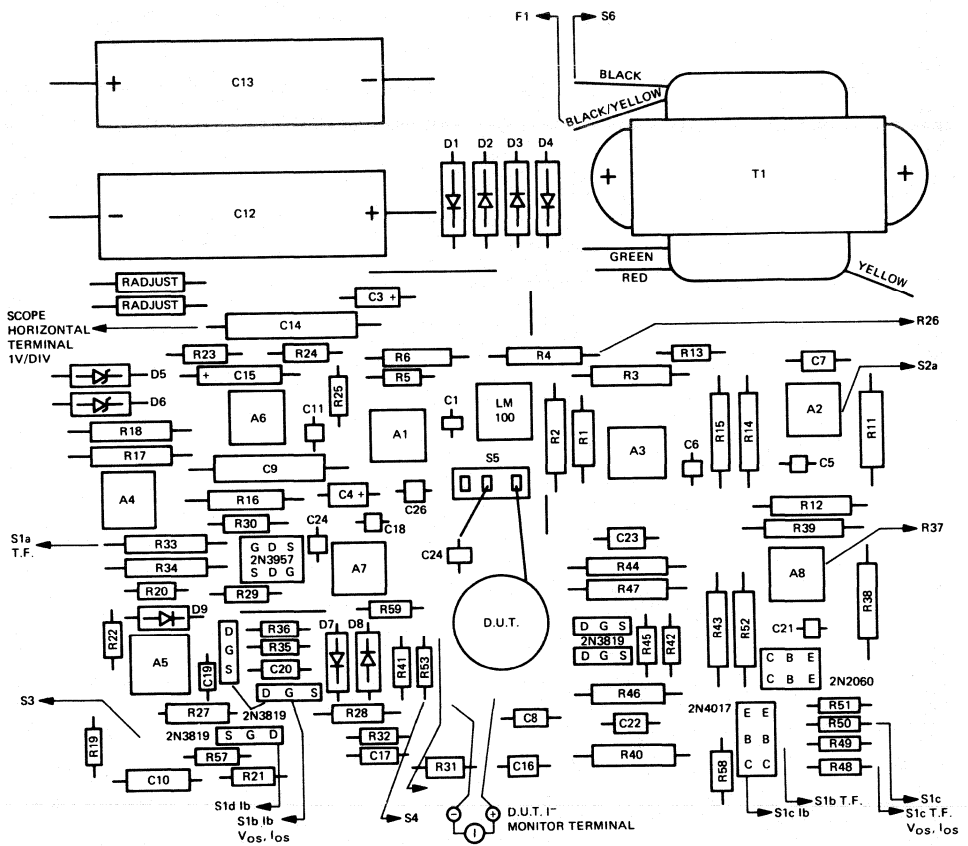 F1
S6
BLACK
BLACK/YELLOW
+ C13 −
D1 D2 D3 D4
+ T1 +
− C12 +
GREEN
RED
YELLOW
RADJUST
RADJUST
C3 +
SCOPE
HORIZONTAL
TERMINAL
1V/D1V
C14
R26
R23
R24
R6
R4
R13
C7
S2a
D5
+ C15
R25
R5
R3
D6
A6
C11
A1
C1
LM
100
R2
R1
A3
C6
R15
R14
A2
R11
R18
R17
C9
S5
C5
A4
R16
C4 +
C26
R12
R30
C24
C18
R39
R37
S1a
T.F.
R33
G D S
2N3957
S D G
A7
C24
C23
A8
R34
R44
R20
R29
R47
R38
D9
R59
D.U.T.
R22
D
G
S
R36
D7
D8
D G S
2N3819
D G S
R45
R42
R43
R52
C21
R35
A5
C19
C20
R41
R53
C B E
C B E
2N2060
S3
D G S
R46
2N4017
E E
B B
C C
R51
R27
2N3819
R28
C8
C22
R50
R19
2N3819
S G D
R32
R49
R57
C17
R31
C16
R40
R58
R48
C10
R21
S1d Ib
S1b Ib
VOS, IOS
S4
− I +
D.U.T. I−
MONITOR TERMINAL
S1c Ib
S1b T.F.
S1c
S1c T.F.
VOS, IOS